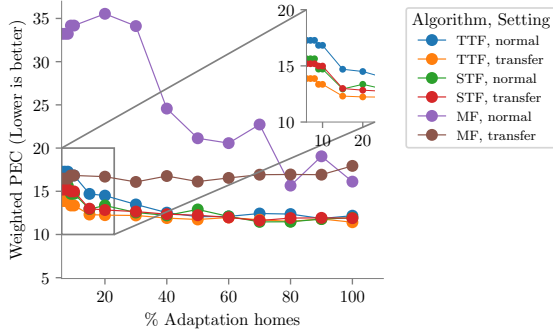 Weighted PEC (Lower is better)
35
30
25
20
15
10
5
20
40
60
80
100
% Adaptation homes
20
15
10
10
20
Algorithm, Setting
TTF, normal
TTF, transfer
STF, normal
STF, transfer
MF, normal
MF, transfer